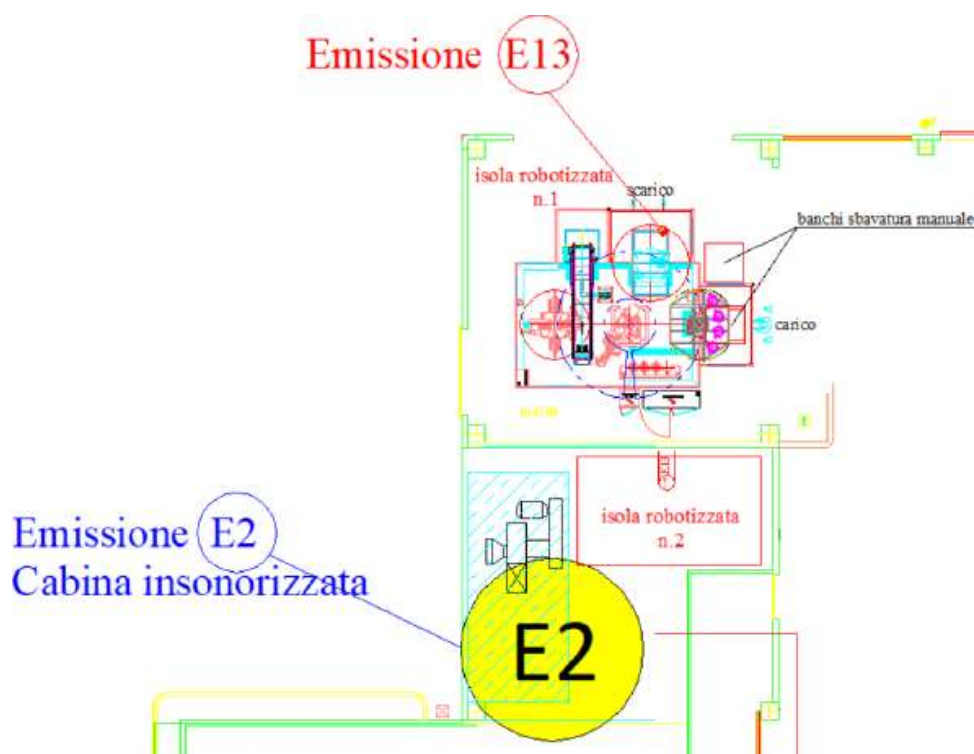 Emissione E13
isola robotizzata
n.1
scarico
banchi sbavatura manuale
carico
isola robotizzata
n.2
Emissione E2
Cabina insonorizzata
E2